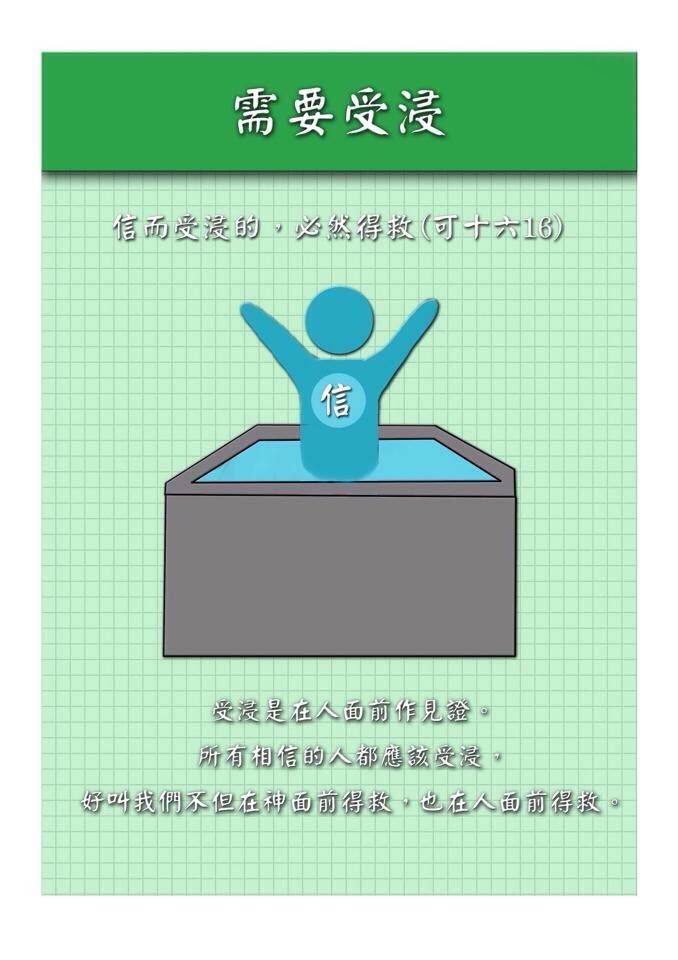 需要受浸
信而受浸的，必然得救(可十六16)
信
受浸是在人面前作見證。
所有相信的人都應該受浸，
好叫我們不但在神面前得救，也在人面前得救。